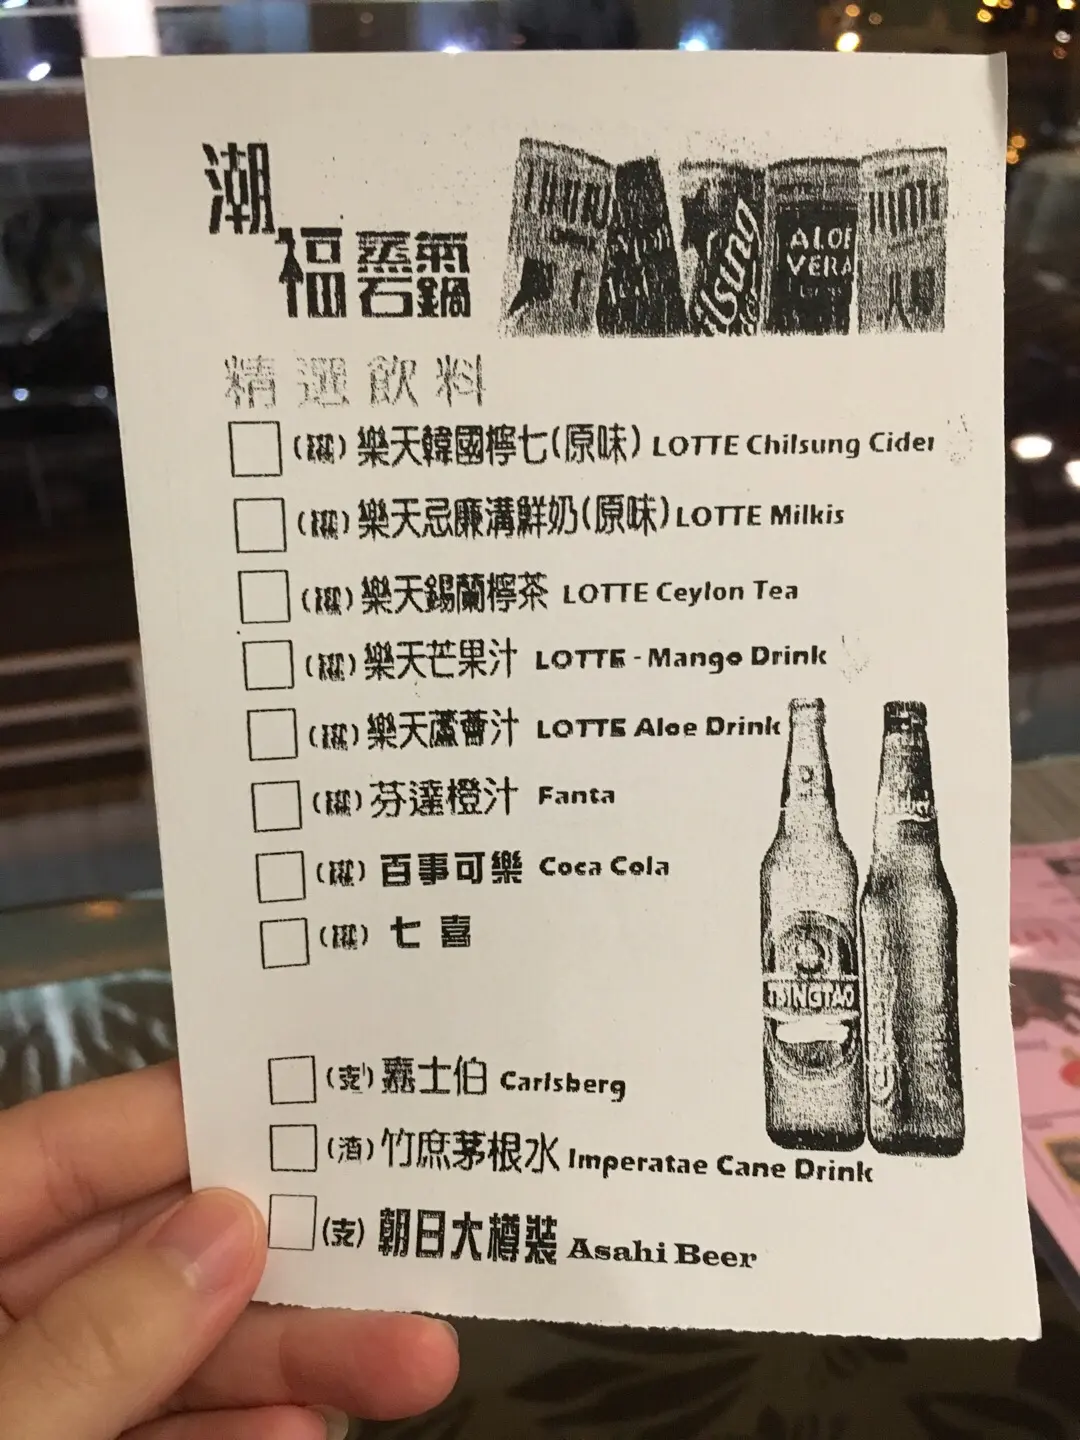 潮
福 蒸氣
石鍋
ilsung
ALOE
VERA
精選飲料
(罐) 樂天韓國檸七(原味) LOTTE Chilsung Cider
(罐) 樂天忌廉溝鮮奶(原味) LOTTE Milkis
(罐) 樂天錫蘭檸茶 LOTTE Ceylon Tea
(罐) 樂天芒果汁 LOTTE - Mango Drink
(罐) 樂天蘆薈汁 LOTTE Aloe Drink
(罐) 芬達橙汁 Fanta
(罐) 百事可樂 Coca Cola
(罐) 七喜
TSINGTAO
(支) 嘉士伯 Carlsberg
(渣) 竹庶茅根水 Imperatae Cane Drink
(支) 朝日大樽裝 Asahi Beer